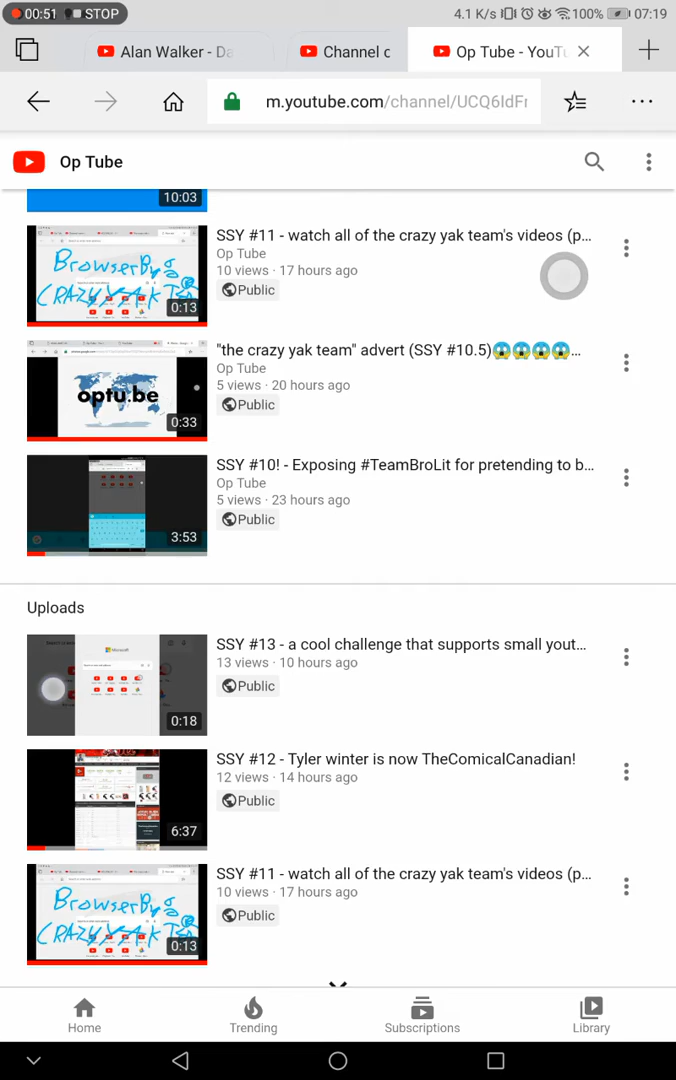 00:51 STOP 4.1 K/s 100% 07:19
Alan Walker - Da
Channel c
Op Tube - YouTu
m.youtube.com/channel/UCQ6IdFr
Op Tube
10:03
SSY #11 - watch all of the crazy yak team's videos (p...
Op Tube
10 views · 17 hours ago
Public
BrowserByg
CRAZYYAKT
0:13
"the crazy yak team" advert (SSY #10.5)😱😱😱😱...
Op Tube
5 views · 20 hours ago
Public
optu.be
0:33
SSY #10! - Exposing #TeamBroLit for pretending to b...
Op Tube
5 views · 23 hours ago
Public
3:53
Uploads
SSY #13 - a cool challenge that supports small yout...
13 views · 10 hours ago
Public
Microsoft
0:18
SSY #12 - Tyler winter is now TheComicalCanadian!
12 views · 14 hours ago
Public
6:37
SSY #11 - watch all of the crazy yak team's videos (p...
10 views · 17 hours ago
Public
BrowserByg
CRAZYYAKT
0:13
Home
Trending
Subscriptions
Library